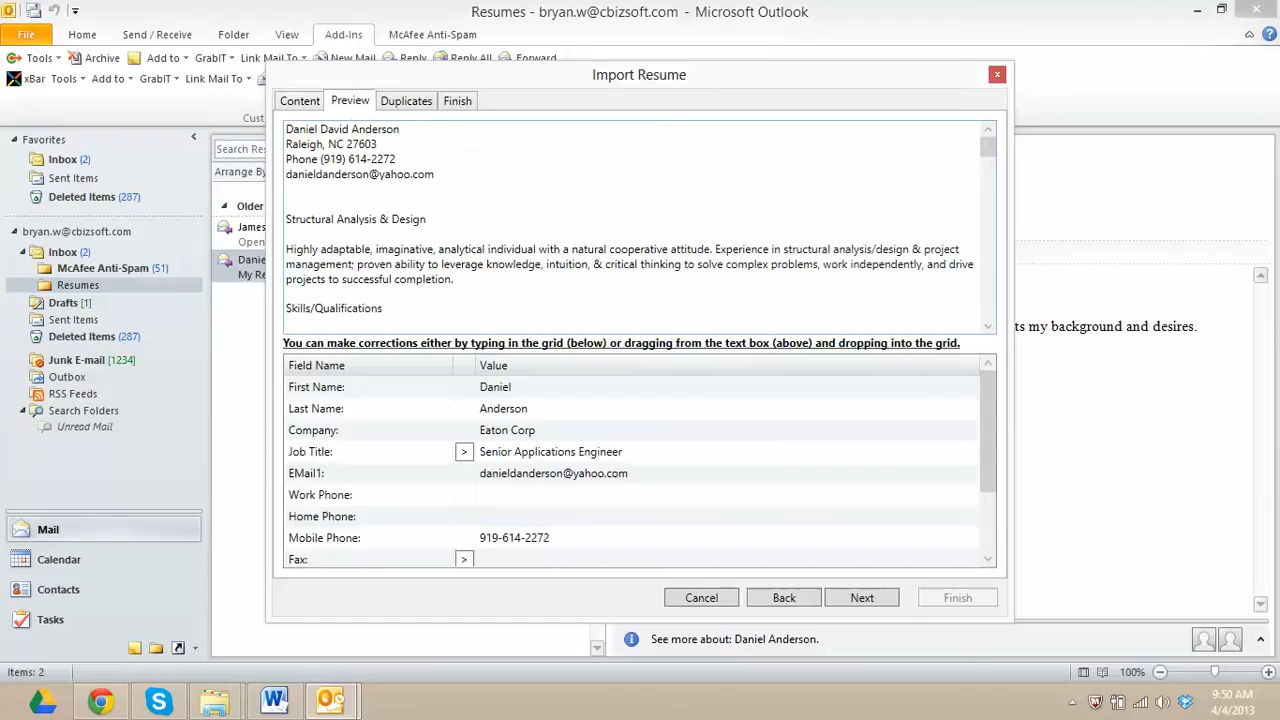 Resumes - bryan.w@cbizsoft.com - Microsoft Outlook
File Home Send / Receive Folder View Add-Ins McAfee Anti-Spam
Tools Archive Add to GrabIT Link Mail To New Mail Reply Reply All Forward
xBar Tools Add to GrabIT Link Mail To
Import Resume
Content Preview Duplicates Finish
Cust
Favorites
Inbox (2)
Sent Items
Deleted Items (287)
bryan.w@cbizsoft.com
Inbox (2)
McAfee Anti-Spam (51)
Resumes
Drafts [1]
Sent Items
Deleted Items (287)
Junk E-mail [1234]
Outbox
RSS Feeds
Search Folders
Unread Mail
Mail
Calendar
Contacts
Tasks
Search Res
Arrange By
Older
James
Open
Danie
My Re
Daniel David Anderson
Raleigh, NC 27603
Phone (919) 614-2272
danieldanderson@yahoo.com
Structural Analysis & Design
Highly adaptable, imaginative, analytical individual with a natural cooperative attitude. Experience in structural analysis/design & project
management; proven ability to leverage knowledge, intuition, & critical thinking to solve complex problems, work independently, and drive
projects to successful completion.
Skills/Qualifications
You can make corrections either by typing in the grid (below) or dragging from the text box (above) and dropping into the grid.
Field Name Value
First Name: Daniel
Last Name: Anderson
Company: Eaton Corp
Job Title: > Senior Applications Engineer
EMail1: danieldanderson@yahoo.com
Work Phone:
Home Phone:
Mobile Phone: 919-614-2272
Fax: >
Cancel Back Next Finish
ts my background and desires.
See more about: Daniel Anderson.
Items: 2
100%
9:50 AM
4/4/2013